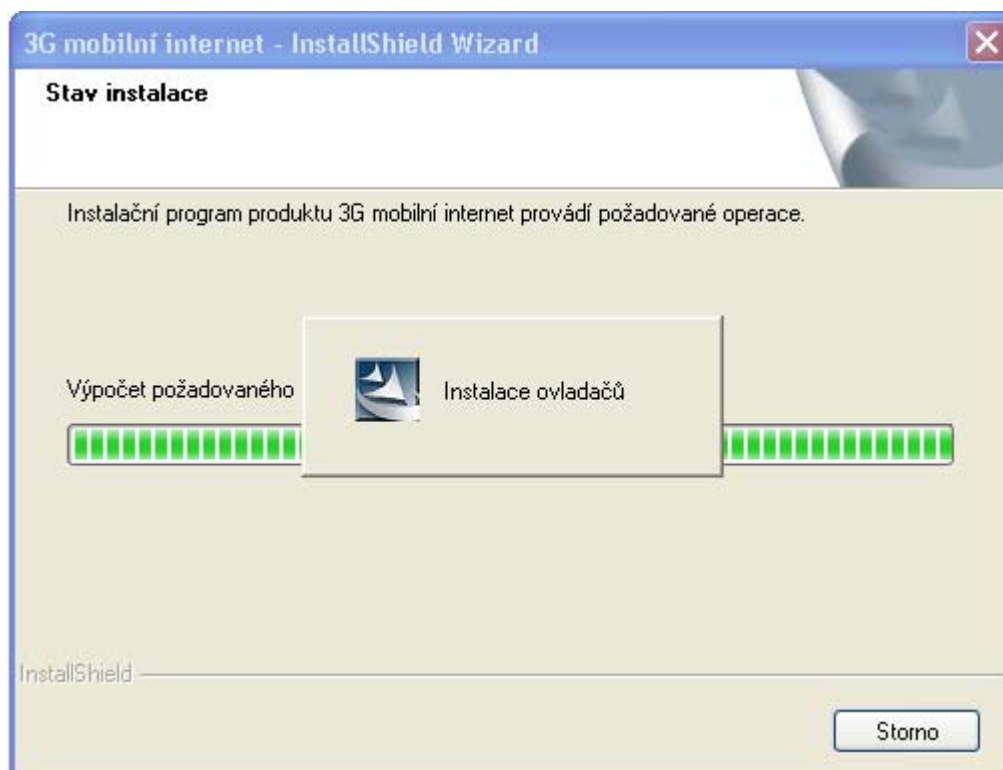 3G mobilní internet - InstallShield Wizard
Stav instalace
Instalační program produktu 3G mobilní internet provádí požadované operace.
Výpočet požadovaného
Instalace ovladačů
InstallShield
Storno